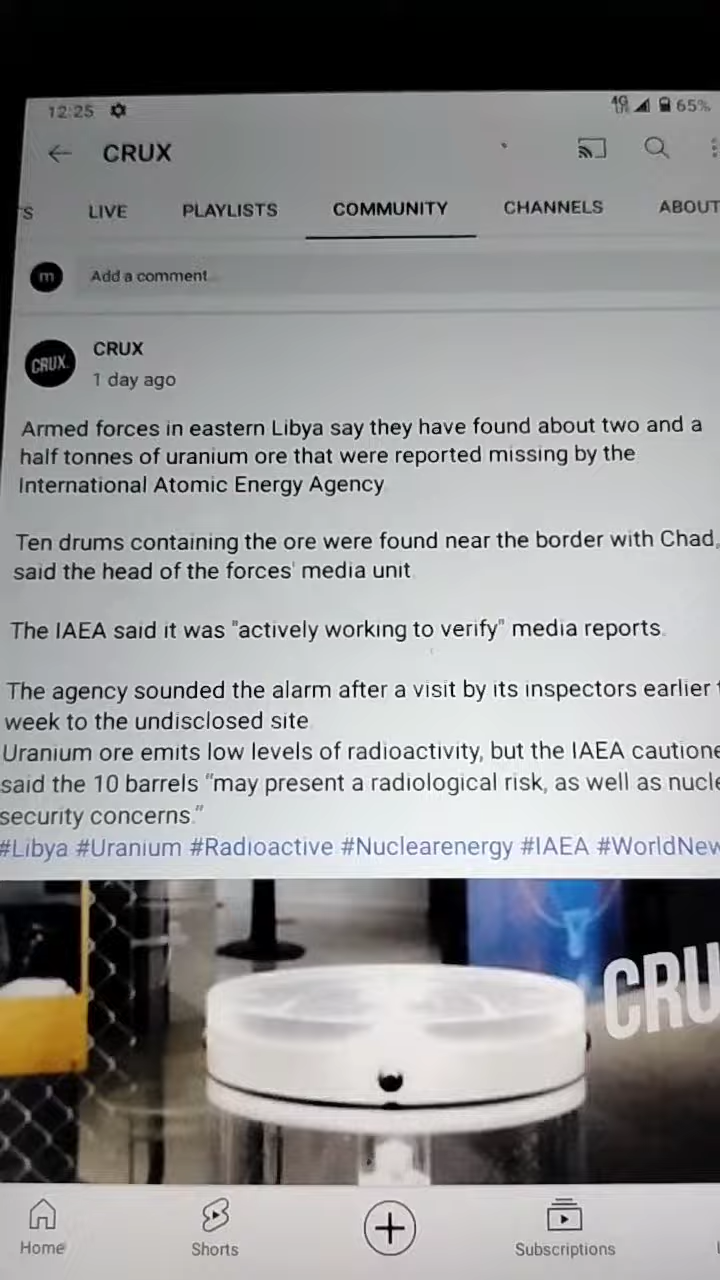 12:25
4G 65%
CRUX
LIVE PLAYLISTS COMMUNITY CHANNELS ABOUT
m Add a comment...
CRUX.
CRUX
1 day ago
Armed forces in eastern Libya say they have found about two and a
half tonnes of uranium ore that were reported missing by the
International Atomic Energy Agency
Ten drums containing the ore were found near the border with Chad,
said the head of the forces' media unit
The IAEA said it was "actively working to verify" media reports.
The agency sounded the alarm after a visit by its inspectors earlier t
week to the undisclosed site
Uranium ore emits low levels of radioactivity, but the IAEA cautione
said the 10 barrels "may present a radiological risk, as well as nucle
security concerns."
#Libya #Uranium #Radioactive #Nuclearenergy #IAEA #WorldNew
CRU
Home Shorts Subscriptions L